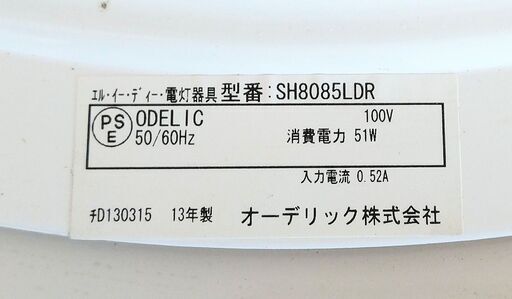 エル・イー・ディー・電灯器具 型番:SH8085LDR
PS
E
ODELIC 100V
50/60Hz 消費電力 51W
入力電流 0.52A
チD130315 13年製 オーデリック株式会社